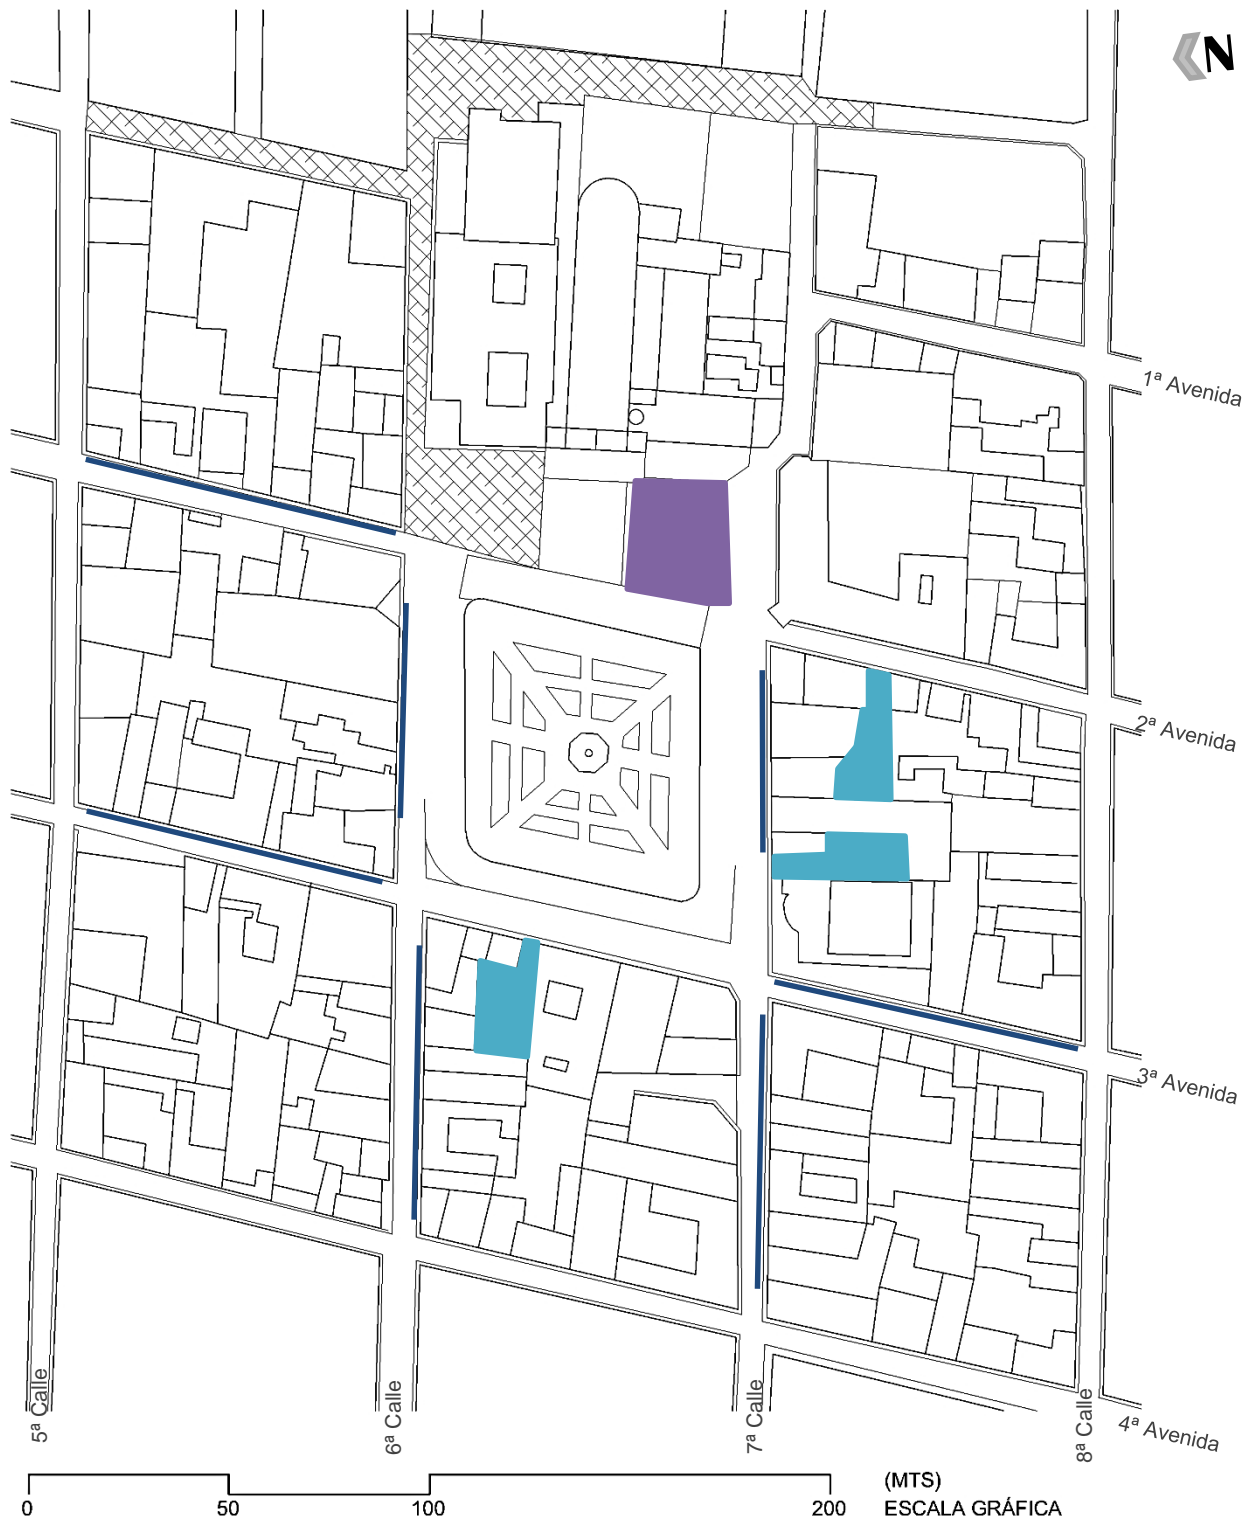 N
1ª Avenida
2ª Avenida
3ª Avenida
4ª Avenida
5ª Calle
6ª Calle
7ª Calle
8ª Calle
(MTS)
0 50 100 200 ESCALA GRÁFICA